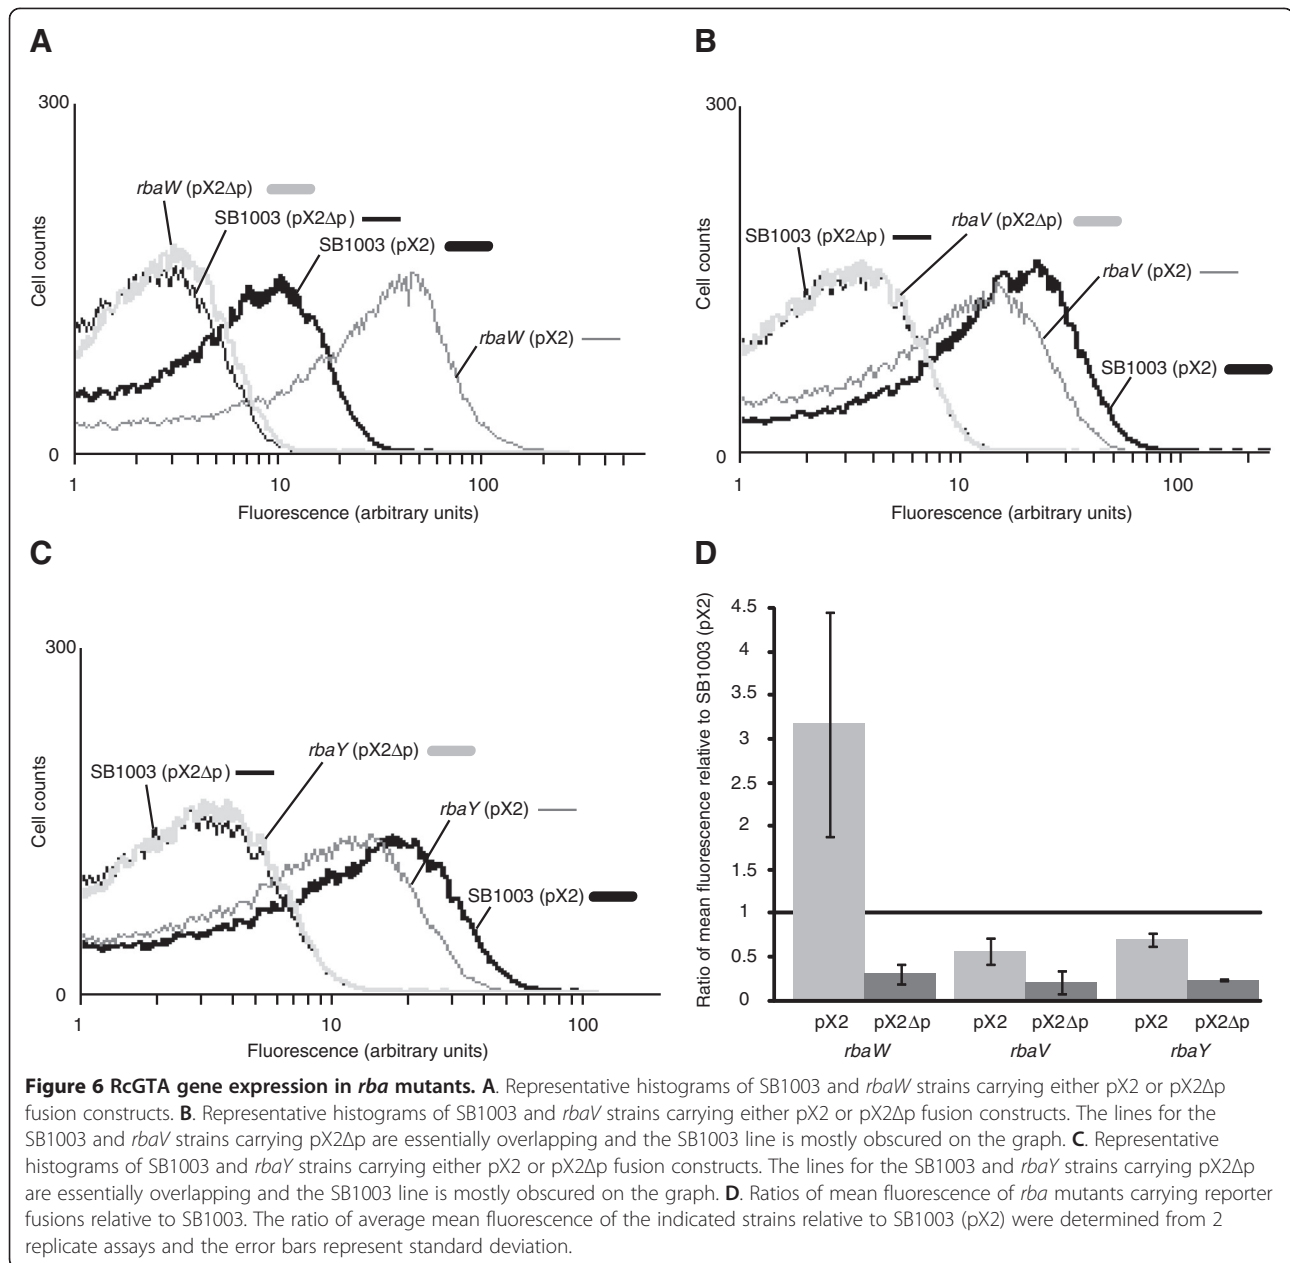 A
300
rbaW (pX2Δp)
SB1003 (pX2Δp)
SB1003 (pX2)
rbaW (pX2)
Cell counts
0
1
10
100
Fluorescence (arbitrary units)
B
300
SB1003 (pX2Δp)
rbaV (pX2Δp)
rbaV (pX2)
SB1003 (pX2)
Cell counts
0
1
10
100
Fluorescence (arbitrary units)
C
300
SB1003 (pX2Δp)
rbaY (pX2Δp)
rbaY (pX2)
SB1003 (pX2)
Cell counts
0
1
10
100
Fluorescence (arbitrary units)
D
Ratio of mean fluorescence relative to SB1003 (pX2)
4.5
4
3.5
3
2.5
2
1.5
1
0.5
0
pX2 pX2Δp pX2 pX2Δp pX2 pX2Δp
rbaW rbaV rbaY
Figure 6 RcGTA gene expression in rba mutants. A. Representative histograms of SB1003 and rbaW strains carrying either pX2 or pX2Δp
fusion constructs. B. Representative histograms of SB1003 and rbaV strains carrying either pX2 or pX2Δp fusion constructs. The lines for the
SB1003 and rbaV strains carrying pX2Δp are essentially overlapping and the SB1003 line is mostly obscured on the graph. C. Representative
histograms of SB1003 and rbaY strains carrying either pX2 or pX2Δp fusion constructs. The lines for the SB1003 and rbaY strains carrying pX2Δp
are essentially overlapping and the SB1003 line is mostly obscured on the graph. D. Ratios of mean fluorescence of rba mutants carrying reporter
fusions relative to SB1003. The ratio of average mean fluorescence of the indicated strains relative to SB1003 (pX2) were determined from 2
replicate assays and the error bars represent standard deviation.